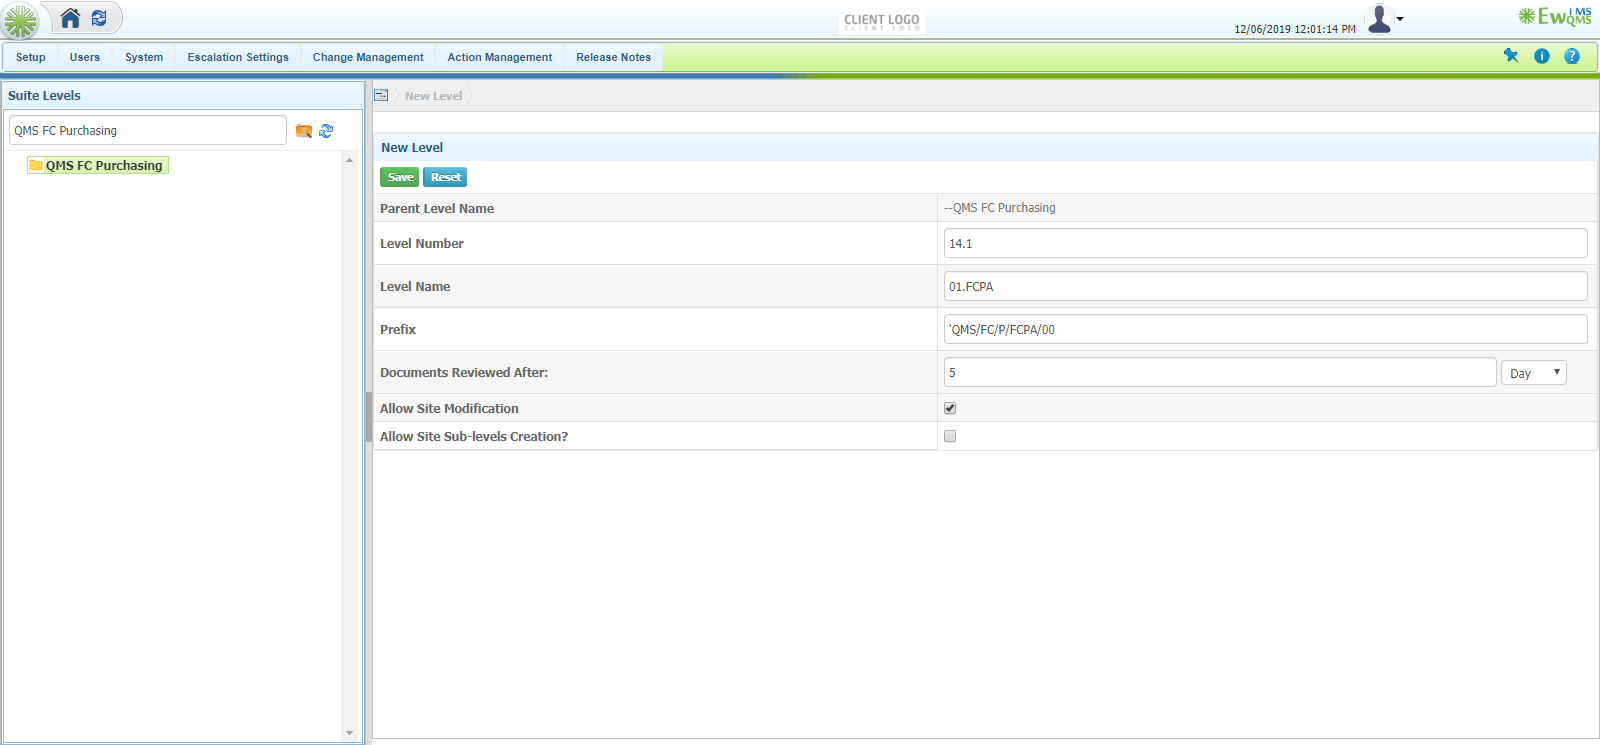 CLIENT LOGO
CLIENT LOGO
12/06/2019 12:01:14 PM
Ew IMS QMS
Setup Users System Escalation Settings Change Management Action Management Release Notes
Suite Levels
QMS FC Purchasing
QMS FC Purchasing
New Level
New Level
Save Reset
Parent Level Name --QMS FC Purchasing
Level Number 14.1
Level Name 01.FCPA
Prefix 'QMS/FC/P/FCPA/00
Documents Reviewed After: 5 Day
Allow Site Modification
Allow Site Sub-levels Creation?